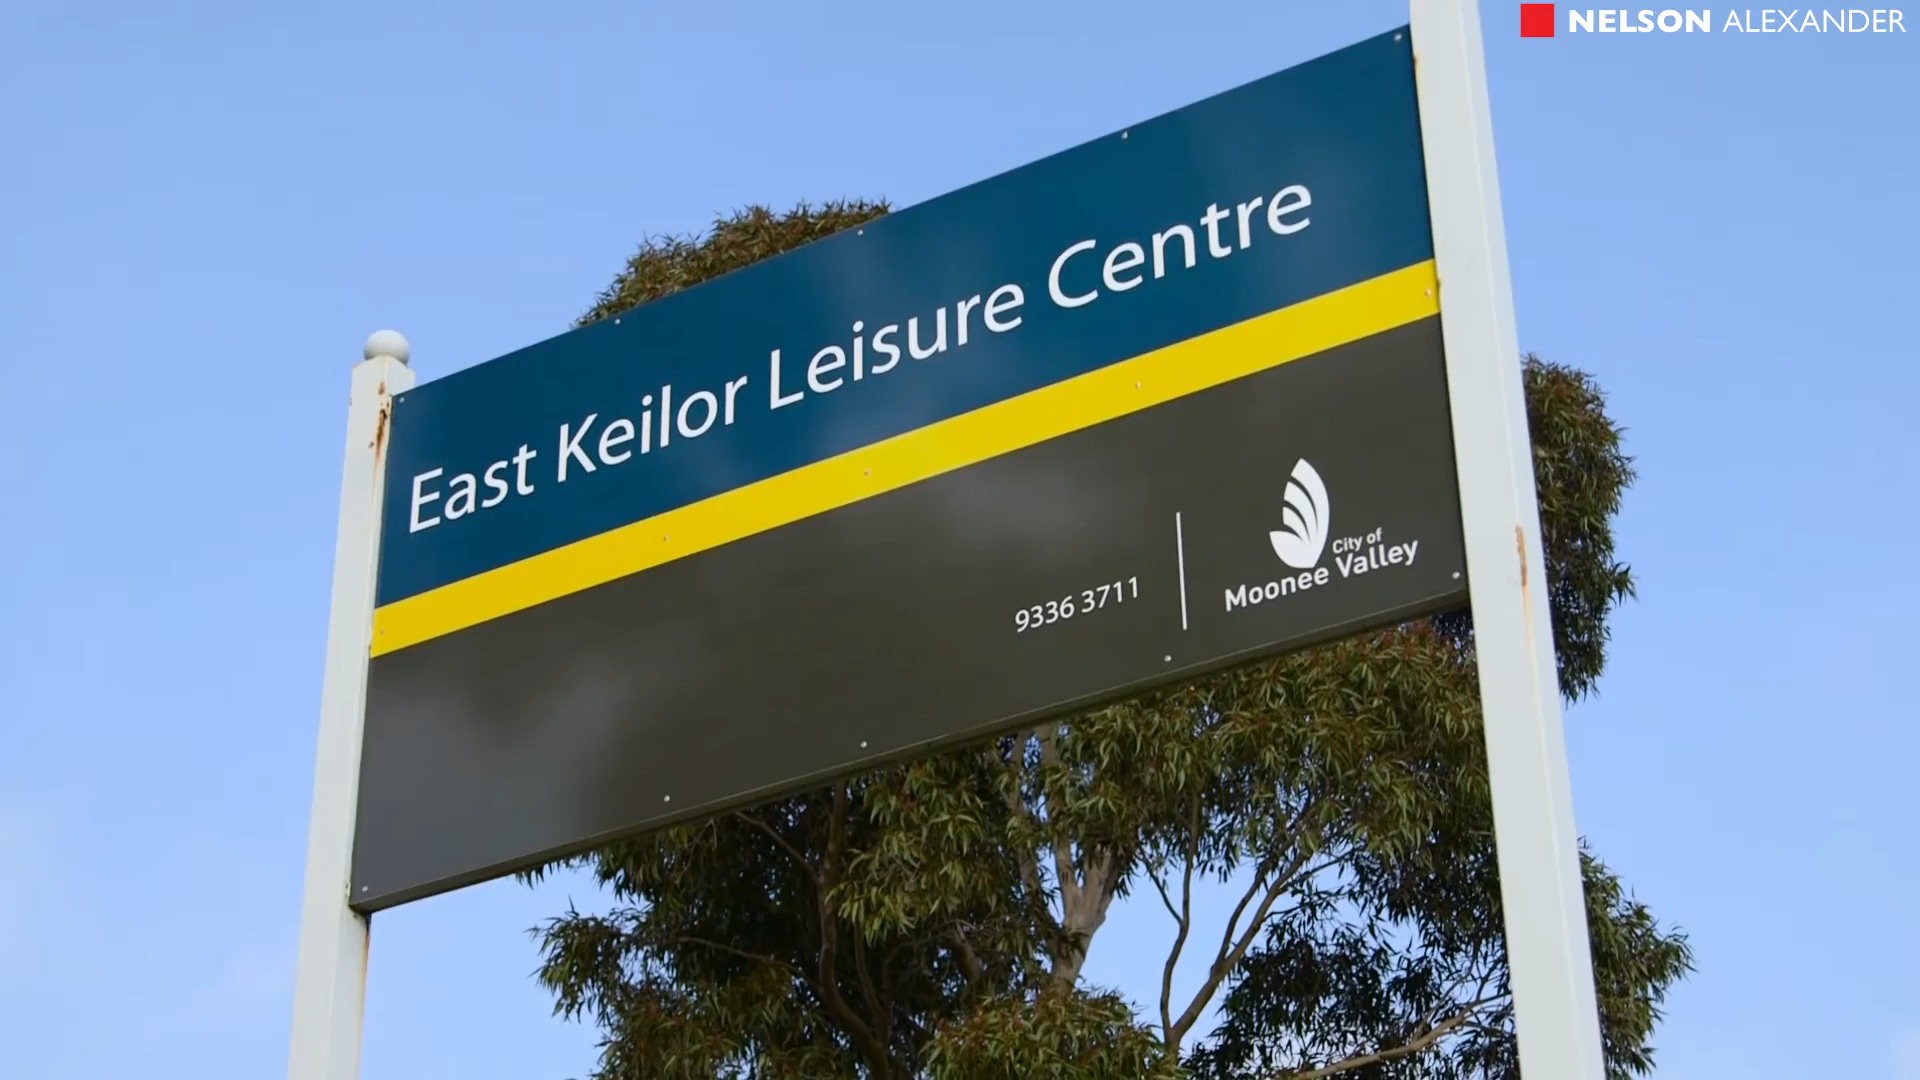 NELSON ALEXANDER
East Keilor Leisure Centre
9336 3711
City of
Moonee Valley